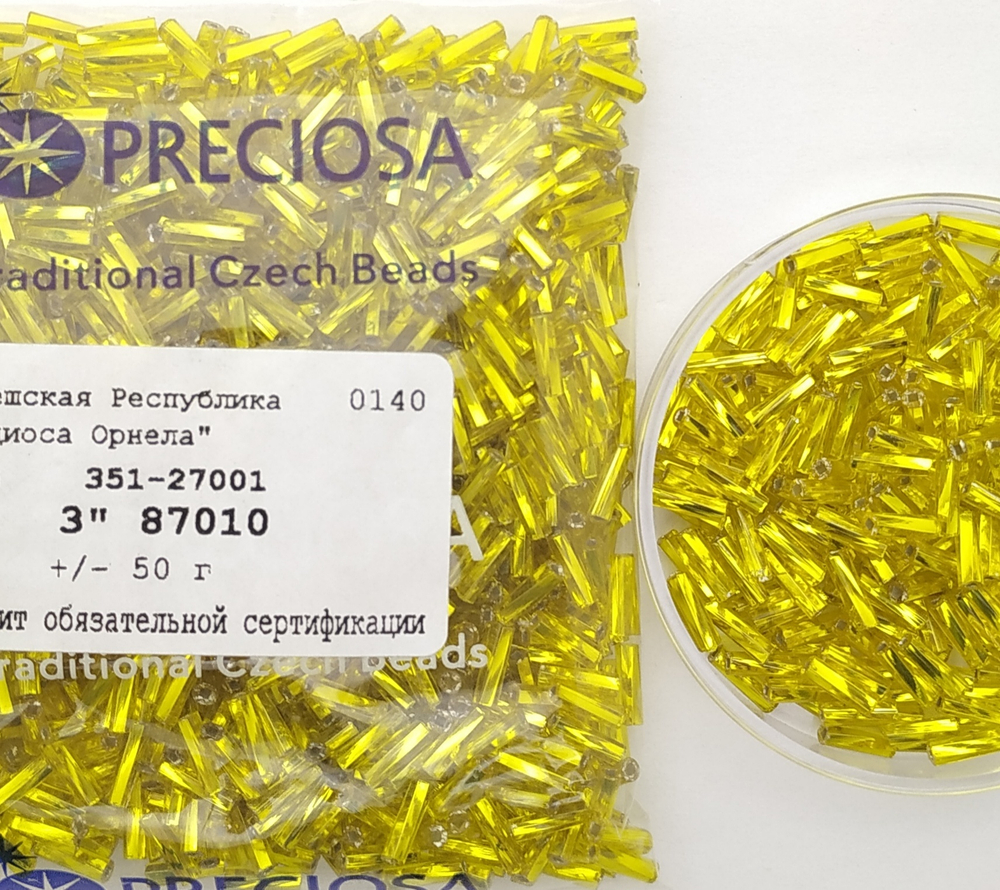 PRECIOSA
raditional Czech Beads
ешская Республика 0140
циоса Орнела"
351-27001
3" 87010
+/- 50 г
ит обязательной сертификации
A
raditional Czech Beads
PRECIOSA